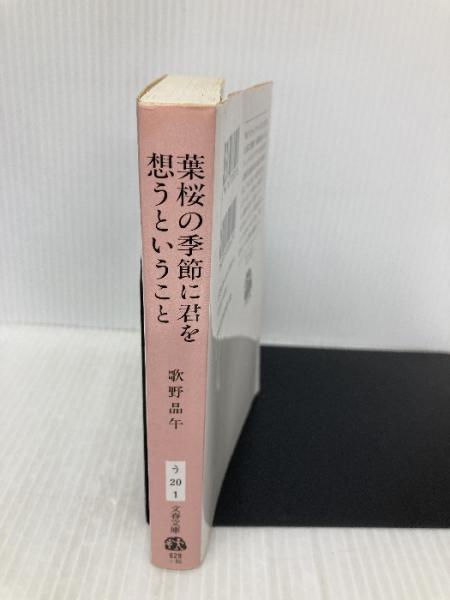 葉桜の季節に君を
想うということ
歌野晶午
う
20
1
文春文庫
629